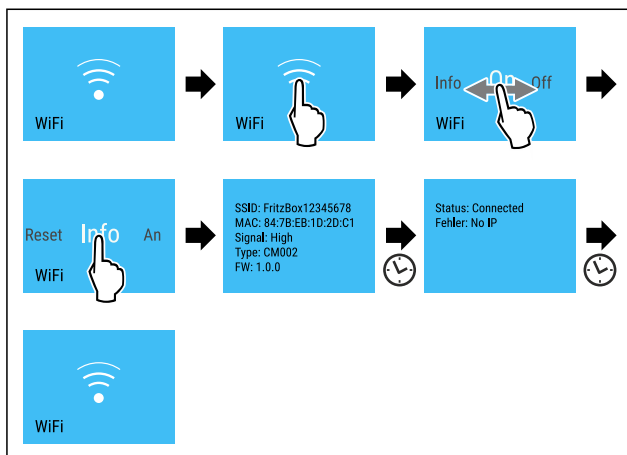 WiFi
WiFi
Info On Off
WiFi
Reset Info An
WiFi
SSID: FritzBox12345678
MAC: 84:7B:EB:1D:2D:C1
Signal: High
Type: CM002
FW: 1.0.0
Status: Connected
Fehler: No IP
WiFi